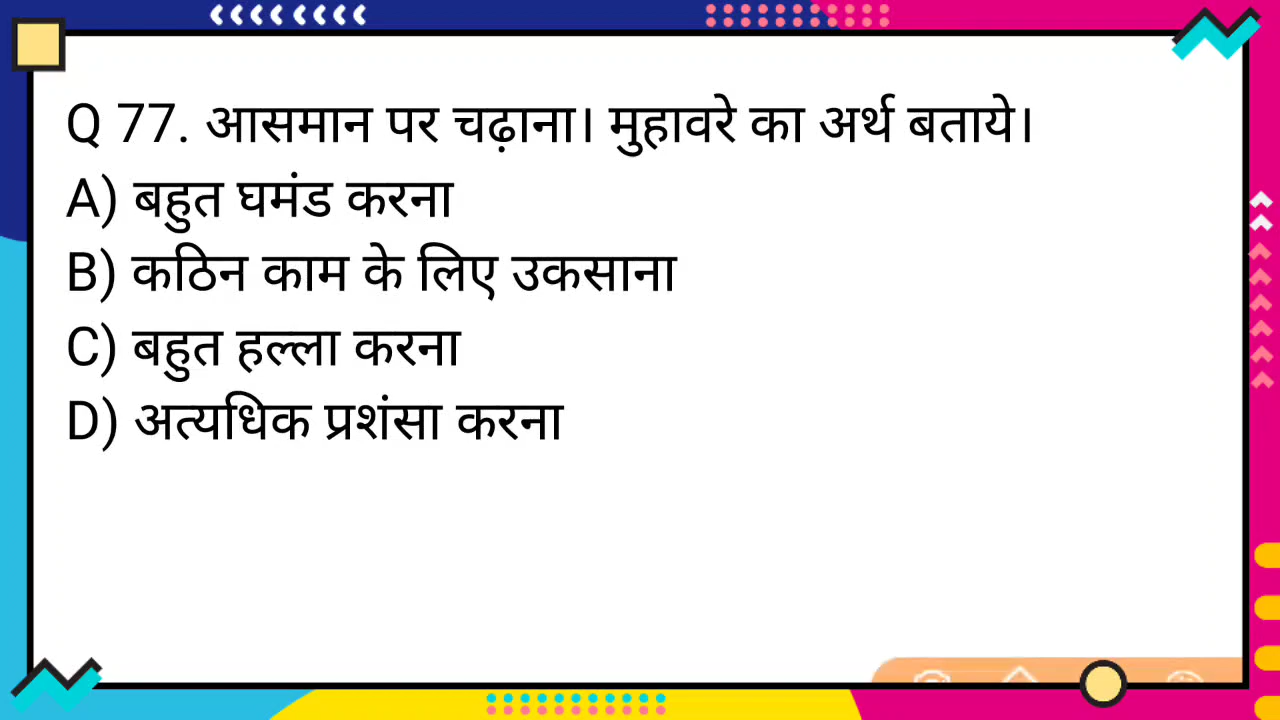 Q 77. आसमान पर चढ़ाना। मुहावरे का अर्थ बताये।
A) बहुत घमंड करना
B) कठिन काम के लिए उकसाना
C) बहुत हल्ला करना
D) अत्यधिक प्रशंसा करना